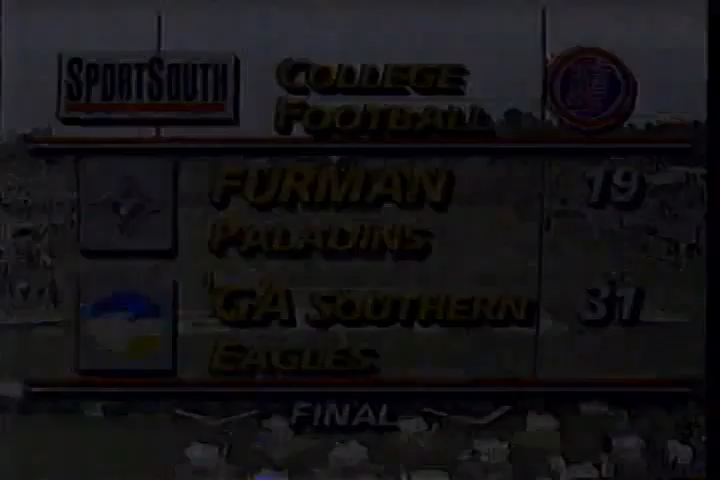 SPORTSOUTH
COLLEGE
FOOTBALL
FURMAN 19
PALADINS
GA SOUTHERN 31
EAGLES
FINAL